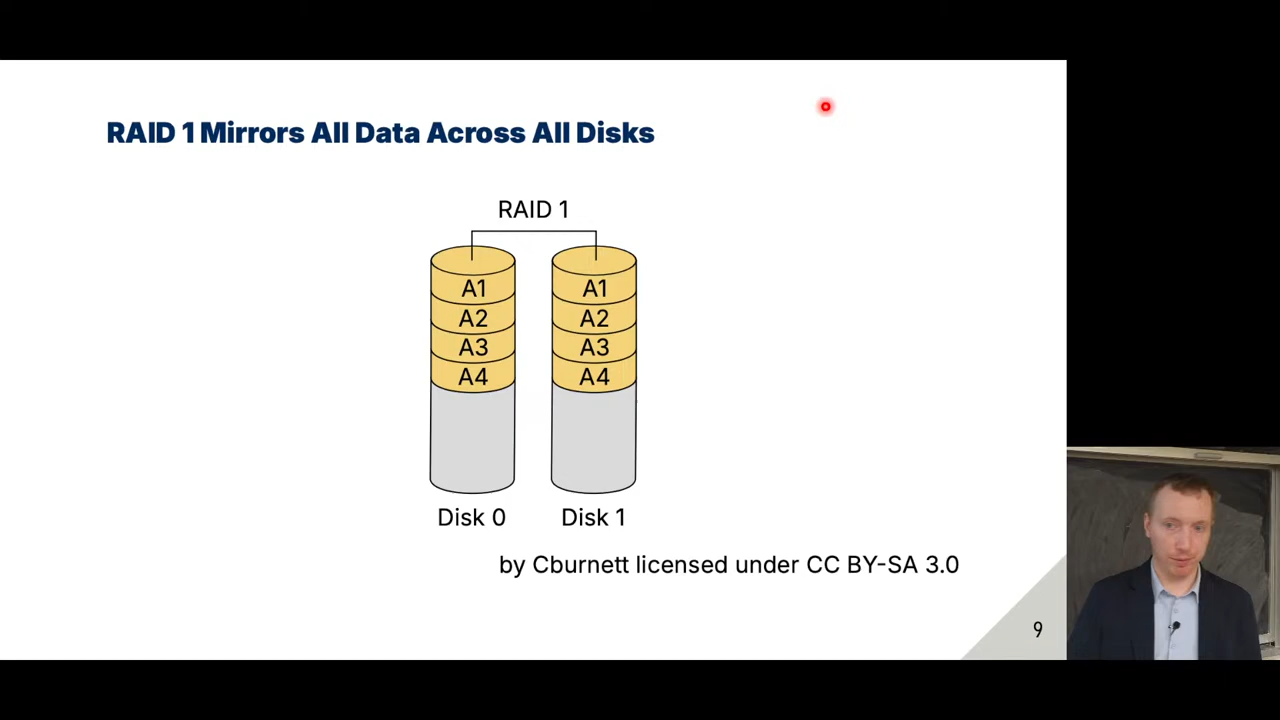 RAID 1 Mirrors All Data Across All Disks
RAID 1
A1 A1
A2 A2
A3 A3
A4 A4
Disk 0 Disk 1
by Cburnett licensed under CC BY-SA 3.0
9